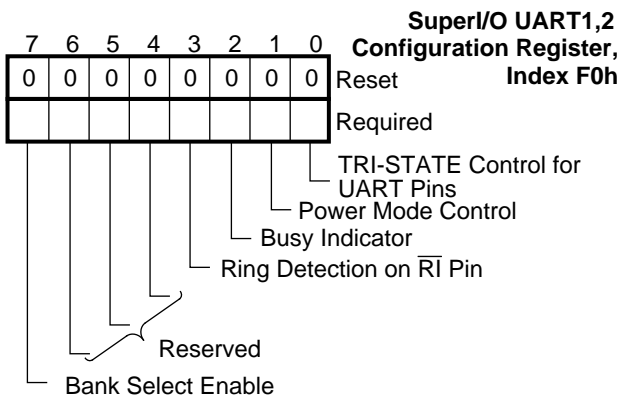 SuperI/O UART1,2
Configuration Register,
Index F0h
7 6 5 4 3 2 1 0
0 0 0 0 0 0 0 0 Reset
Required
TRI-STATE Control for
UART Pins
Power Mode Control
Busy Indicator
Ring Detection on R̅I̅ Pin
Reserved
Bank Select Enable